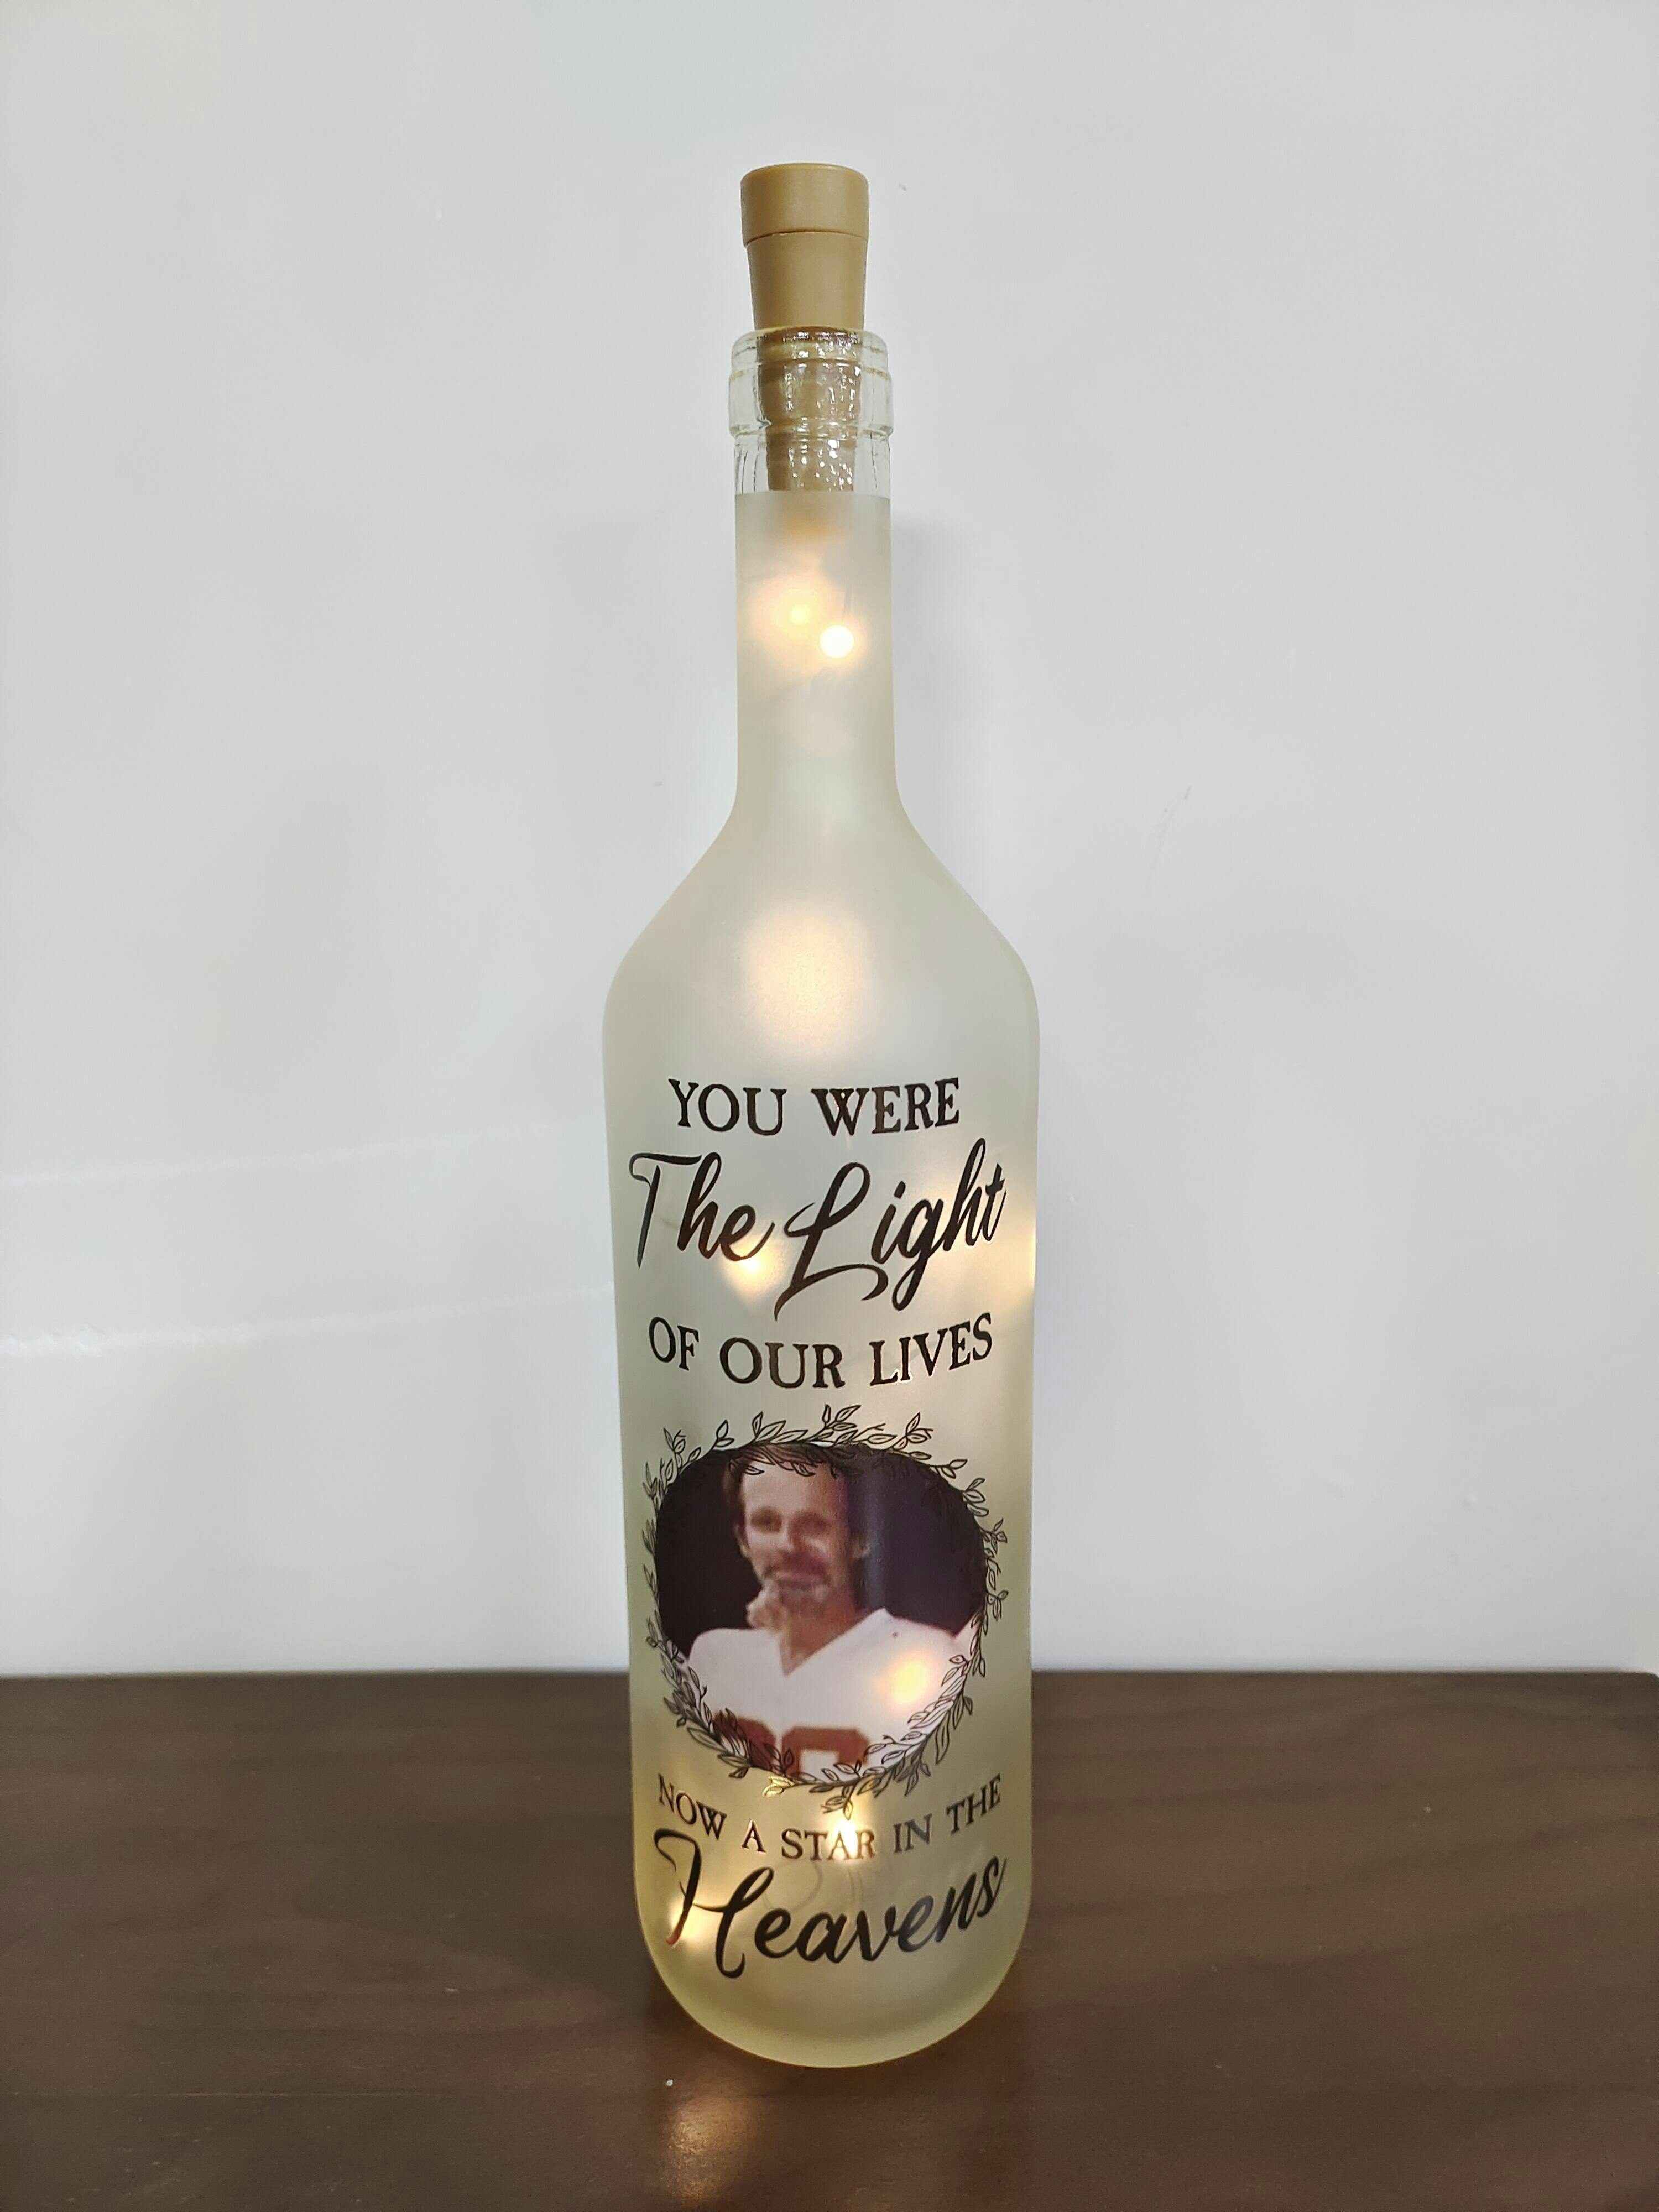 YOU WERE
The Light
OF OUR LIVES
NOW A STAR IN THE
Heavens